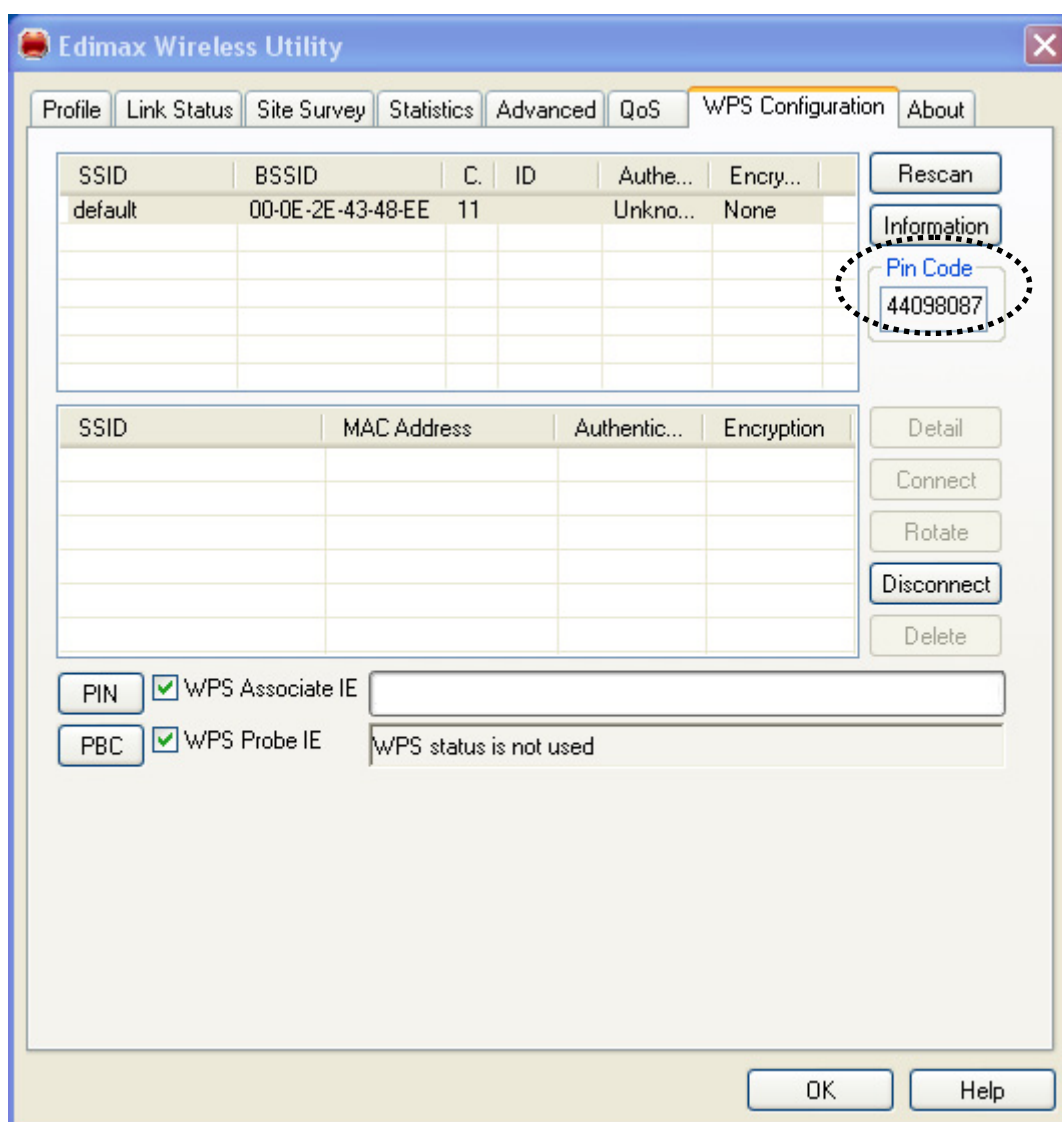 Edimax Wireless Utility
Profile Link Status Site Survey Statistics Advanced QoS WPS Configuration About
SSID BSSID C. ID Authe... Encry...
default 00-0E-2E-43-48-EE 11 Unkno... None
Rescan
Information
Pin Code
44098087
SSID MAC Address Authentic... Encryption
Detail
Connect
Rotate
Disconnect
Delete
PIN WPS Associate IE
PBC WPS Probe IE WPS status is not used
OK Help